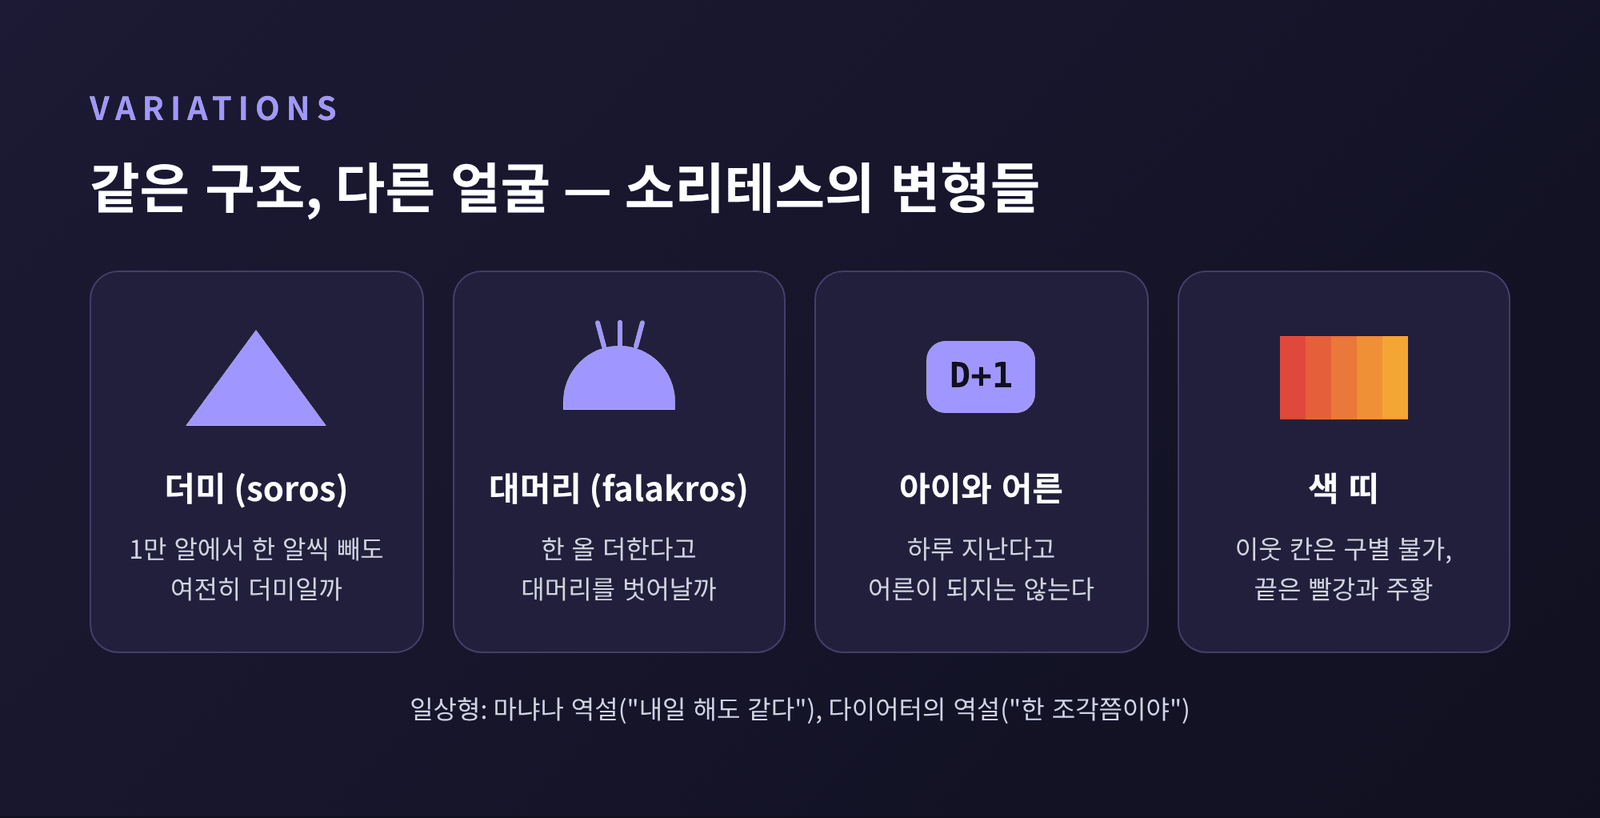 VARIATIONS
같은 구조, 다른 얼굴 — 소리테스의 변형들
더미 (soros)
1만 알에서 한 알씩 빼도
여전히 더미일까
대머리 (falakros)
한 올 더한다고
대머리를 벗어날까
D+1
아이와 어른
하루 지난다고
어른이 되지는 않는다
색 띠
이웃 칸은 구별 불가,
끝은 빨강과 주황
일상형: 마냐나 역설("내일 해도 같다"), 다이어터의 역설("한 조각쯤이야")